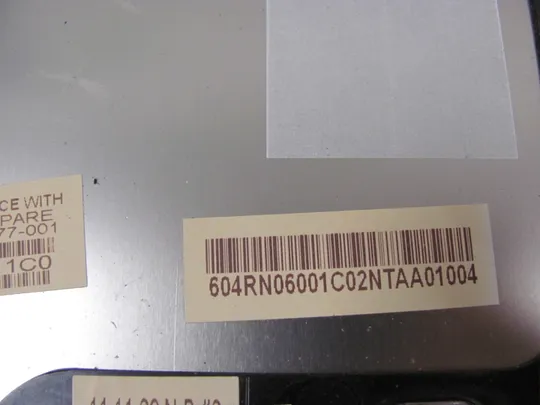 CE WITH
PARE
77-001
1C0
604RN06001C02NTAA01004